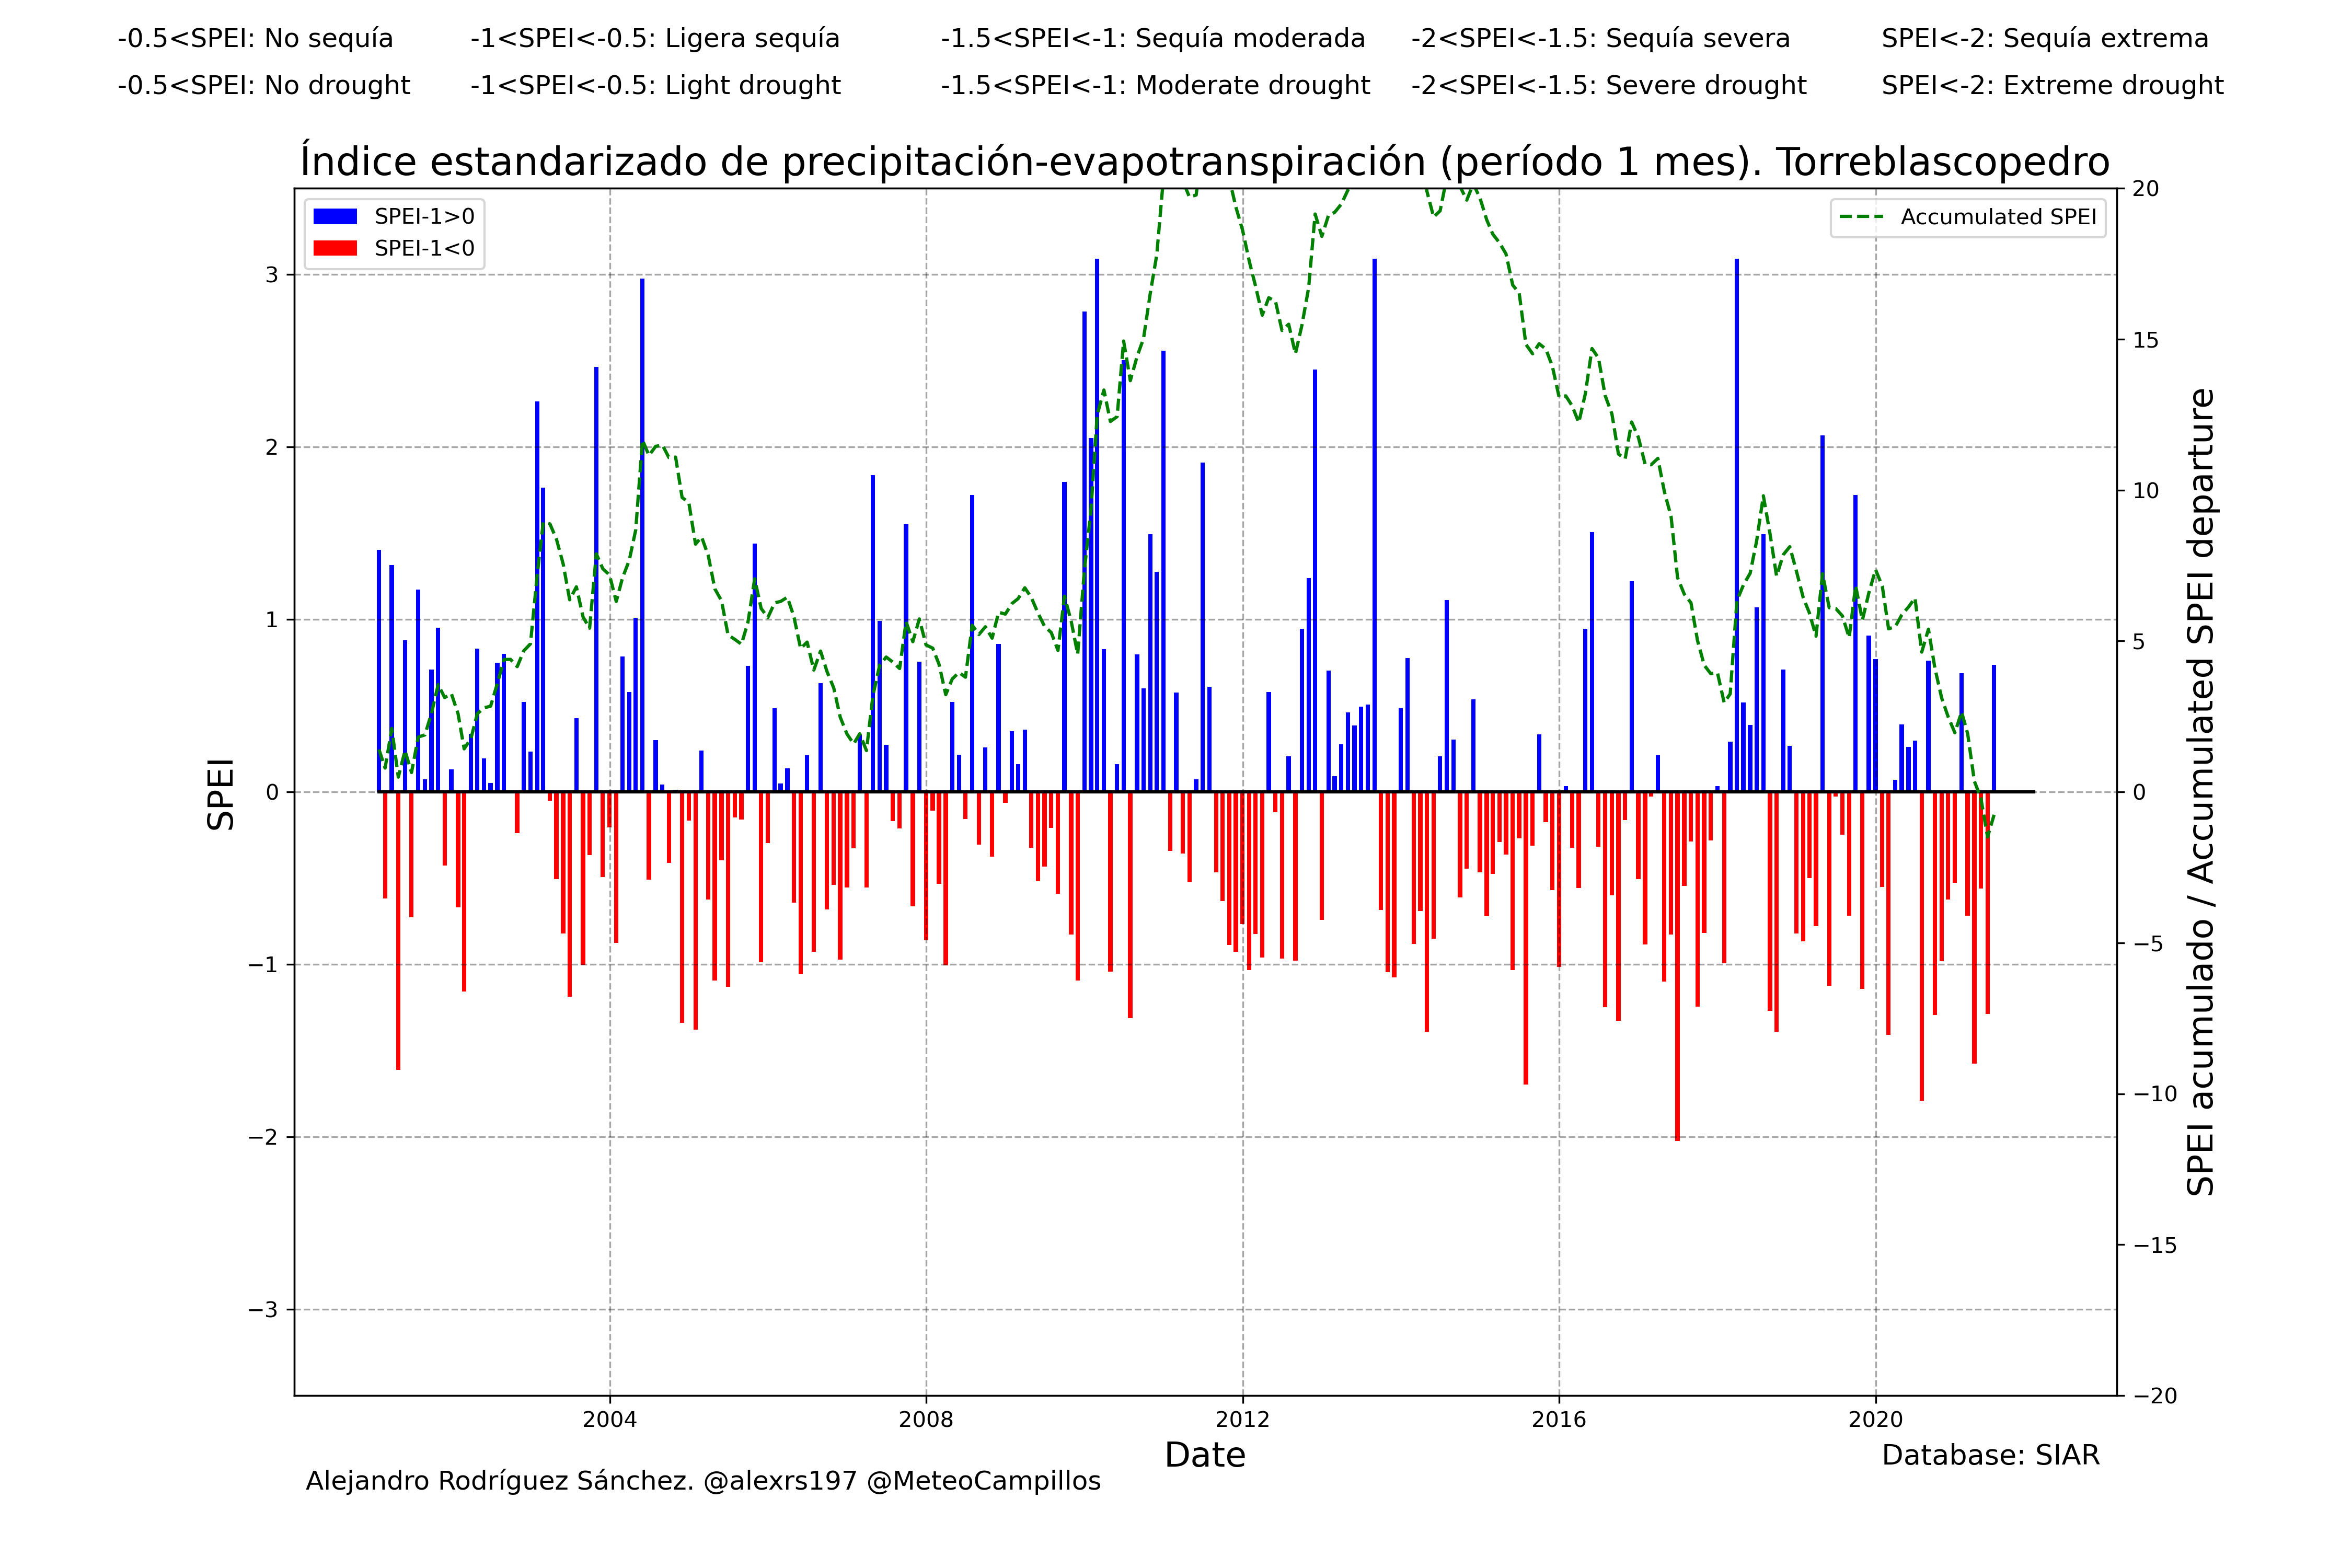 -0.5<SPEI: No sequía -1<SPEI<-0.5: Ligera sequía -1.5<SPEI<-1: Sequía moderada -2<SPEI<-1.5: Sequía severa SPEI<-2: Sequía extrema
-0.5<SPEI: No drought -1<SPEI<-0.5: Light drought -1.5<SPEI<-1: Moderate drought -2<SPEI<-1.5: Severe drought SPEI<-2: Extreme drought
Índice estandarizado de precipitación-evapotranspiración (período 1 mes). Torreblascopedro
SPEI-1>0
SPEI-1<0
Accumulated SPEI
3
2
1
0
−1
−2
−3
SPEI
20
15
10
5
0
−5
−10
−15
−20
SPEI acumulado / Accumulated SPEI departure
2004 2008 2012 2016 2020
Date
Database: SIAR
Alejandro Rodríguez Sánchez. @alexrs197 @MeteoCampillos